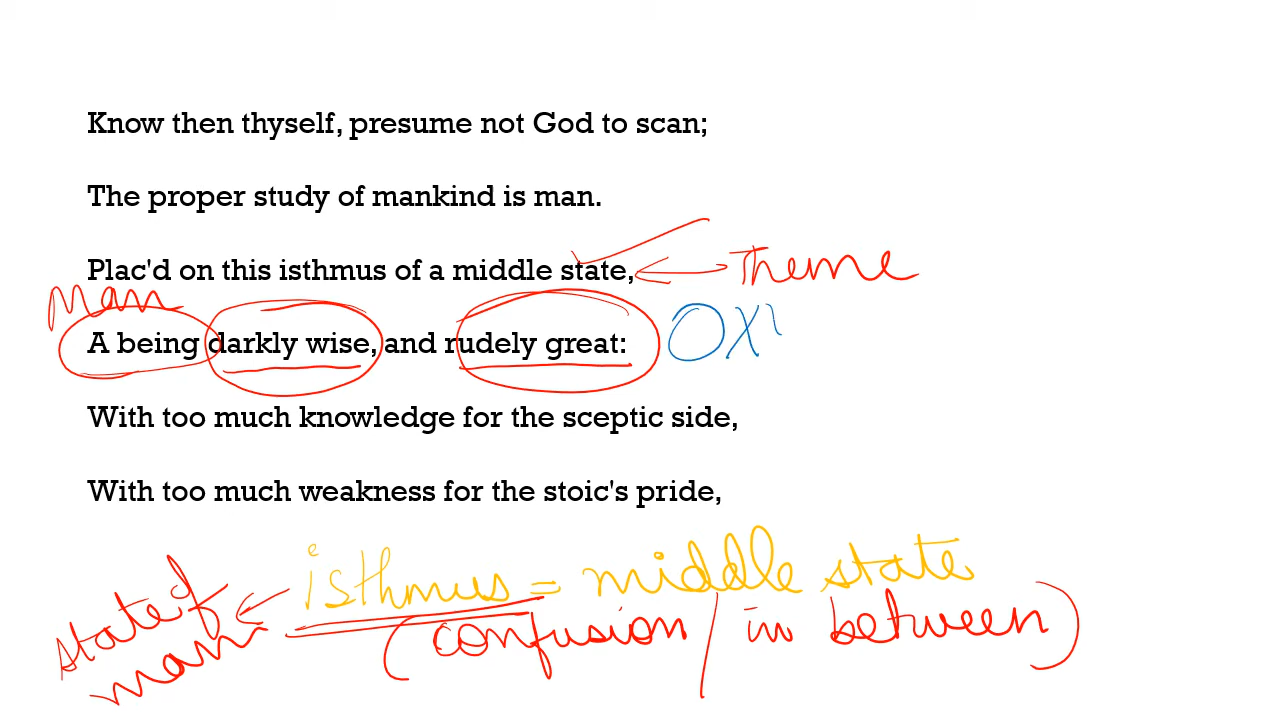 Know then thyself, presume not God to scan;
The proper study of mankind is man.
Plac'd on this isthmus of a middle state,
Theme
Man
A being darkly wise, and rudely great:
OXY
With too much knowledge for the sceptic side,
With too much weakness for the stoic's pride,
isthmus = middle state
(confusion / in between)
state of
man